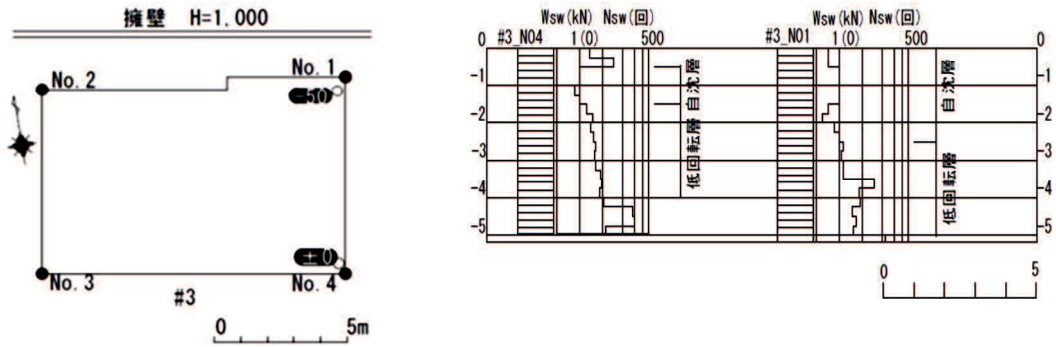 擁壁 H=1.000
No.2
No.1
-50
±0
No.3
No.4
#3
0 5m
Wsw(kN) Nsw(回)
#3_N04 1(0) 500
Wsw(kN) Nsw(回)
#3_N01 1(0) 500
0
-1
-2
-3
-4
-5
自沈層
低回転層
自沈層
低回転層
0
-1
-2
-3
-4
-5
0 5